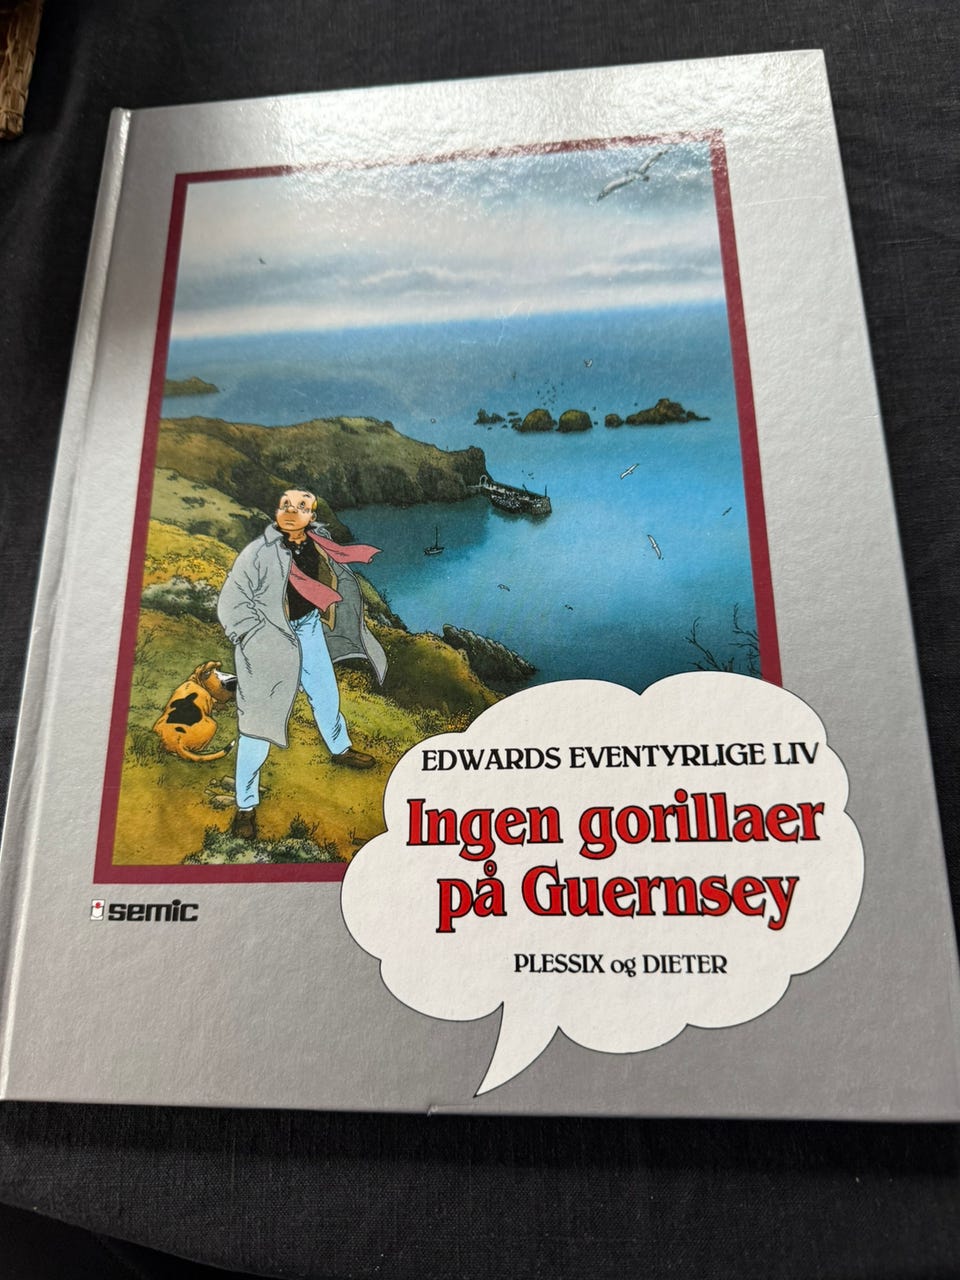 EDWARDS EVENTYRLIGE LIV
Ingen gorillaer
på Guernsey
PLESSIX og DIETER
semic